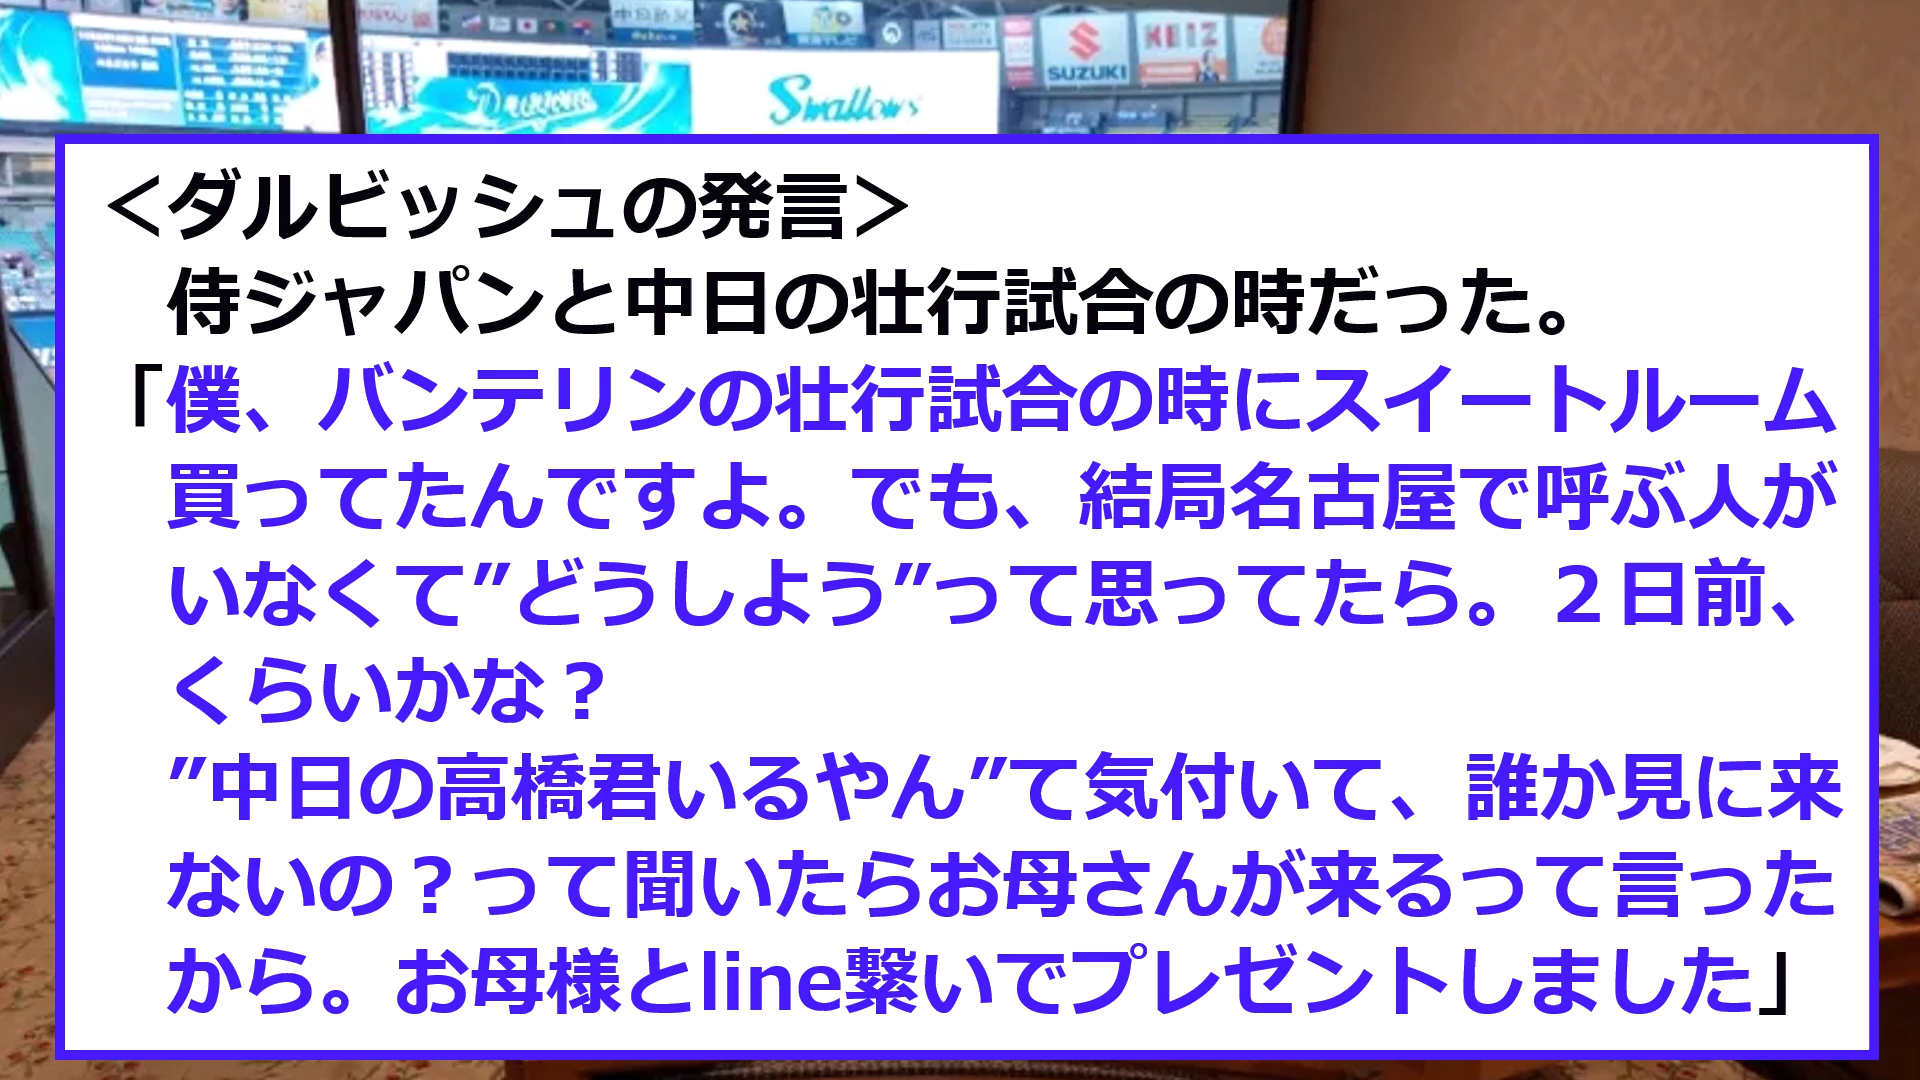 Dragons
Swallows
SUZUKI
KEIZ
＜ダルビッシュの発言＞
侍ジャパンと中日の壮行試合の時だった。
「僕、バンテリンの壮行試合の時にスイートルーム
買ってたんですよ。でも、結局名古屋で呼ぶ人が
いなくて”どうしよう”って思ってたら。２日前、
くらいかな？
”中日の高橋君いるやん”て気付いて、誰か見に来
ないの？って聞いたらお母さんが来るって言った
から。お母様とline繋いでプレゼントしました」